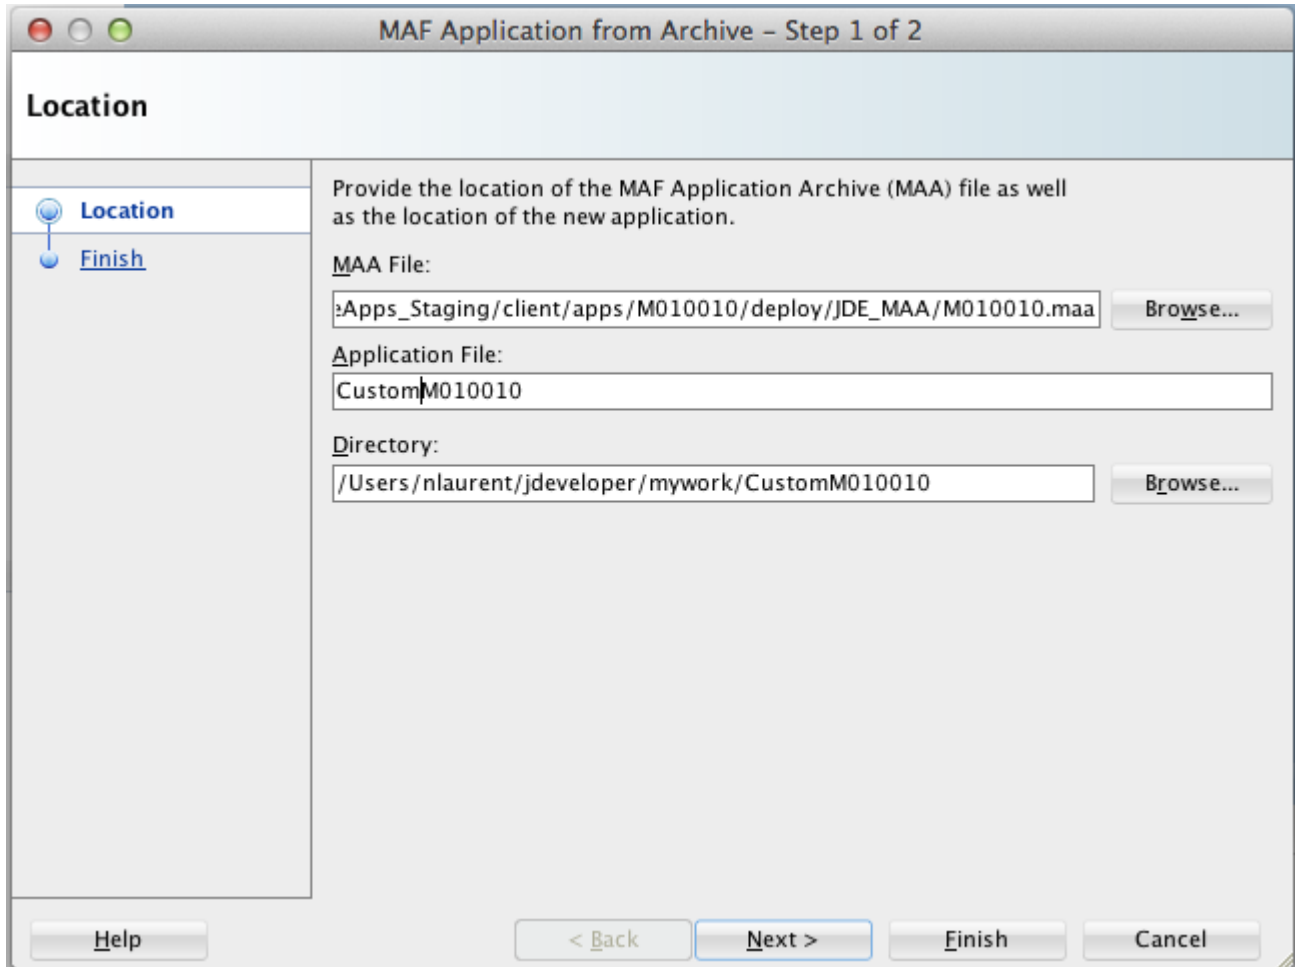 MAF Application from Archive – Step 1 of 2
Location
Location
Finish
Provide the location of the MAF Application Archive (MAA) file as well
as the location of the new application.
MAA File:
eApps_Staging/client/apps/M010010/deploy/JDE_MAA/M010010.maa
Browse...
Application File:
CustomM010010
Directory:
/Users/nlaurent/jdeveloper/mywork/CustomM010010
Browse...
Help
< Back
Next >
Finish
Cancel